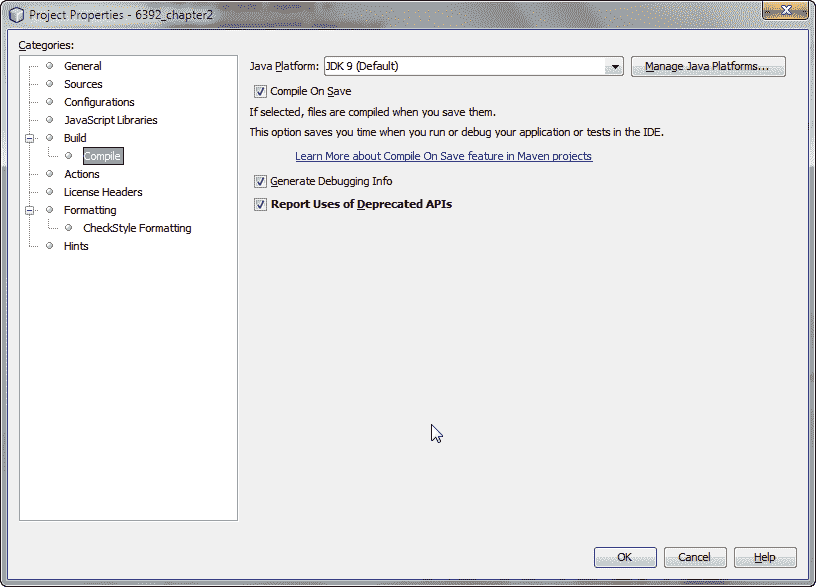 Project Properties - 6392_chapter2
Categories:
General
Sources
Configurations
JavaScript Libraries
Build
Compile
Actions
License Headers
Formatting
CheckStyle Formatting
Hints
Java Platform: JDK 9 (Default) Manage Java Platforms...
Compile On Save
If selected, files are compiled when you save them.
This option saves you time when you run or debug your application or tests in the IDE.
Learn More about Compile On Save feature in Maven projects
Generate Debugging Info
Report Uses of Deprecated APIs
OK Cancel Help